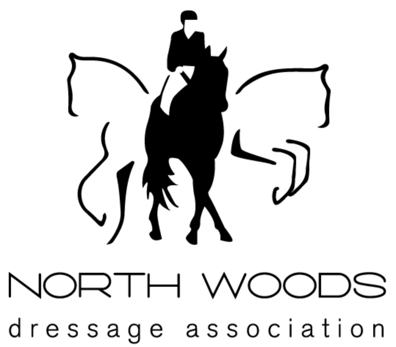 NORTH WOODS
dressage association